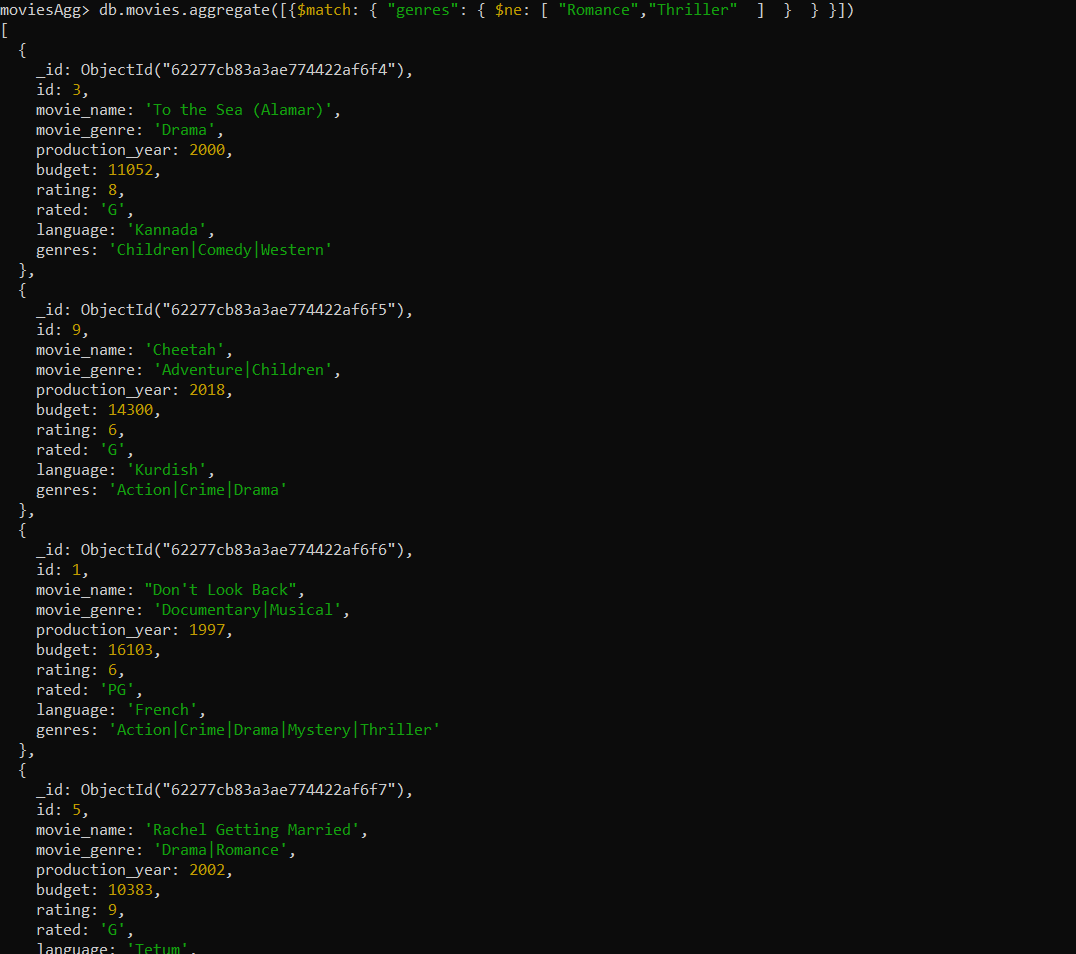 moviesAgg> db.movies.aggregate([{$match: { "genres": { $ne: [ "Romance","Thriller"  ]  }  } }])
[
  {
    _id: ObjectId("62277cb83a3ae774422af6f4"),
    id: 3,
    movie_name: 'To the Sea (Alamar)',
    movie_genre: 'Drama',
    production_year: 2000,
    budget: 11052,
    rating: 8,
    rated: 'G',
    language: 'Kannada',
    genres: 'Children|Comedy|Western'
  },
  {
    _id: ObjectId("62277cb83a3ae774422af6f5"),
    id: 9,
    movie_name: 'Cheetah',
    movie_genre: 'Adventure|Children',
    production_year: 2018,
    budget: 14300,
    rating: 6,
    rated: 'G',
    language: 'Kurdish',
    genres: 'Action|Crime|Drama'
  },
  {
    _id: ObjectId("62277cb83a3ae774422af6f6"),
    id: 1,
    movie_name: "Don't Look Back",
    movie_genre: 'Documentary|Musical',
    production_year: 1997,
    budget: 16103,
    rating: 6,
    rated: 'PG',
    language: 'French',
    genres: 'Action|Crime|Drama|Mystery|Thriller'
  },
  {
    _id: ObjectId("62277cb83a3ae774422af6f7"),
    id: 5,
    movie_name: 'Rachel Getting Married',
    movie_genre: 'Drama|Romance',
    production_year: 2002,
    budget: 10383,
    rating: 9,
    rated: 'G',
    language: 'Tetum',